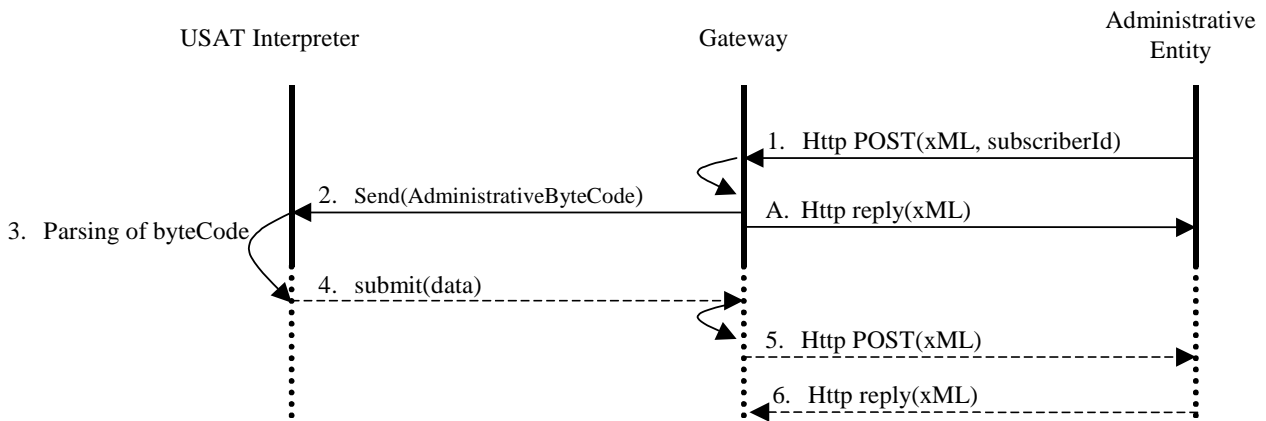 USAT Interpreter
Gateway
Administrative
Entity
1. Http POST(xML, subscriberId)
2. Send(AdministrativeByteCode)
A. Http reply(xML)
3. Parsing of byteCode
4. submit(data)
5. Http POST(xML)
6. Http reply(xML)